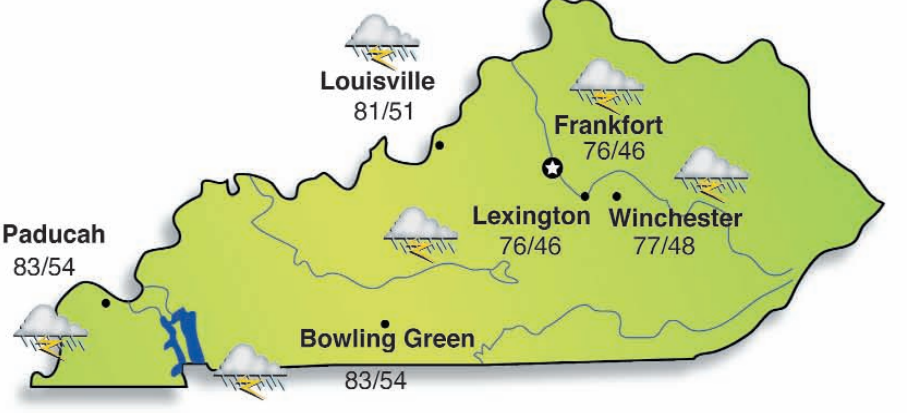 Louisville
81/51
Frankfort
76/46
Lexington
76/46
Winchester
77/48
Paducah
83/54
Bowling Green
83/54